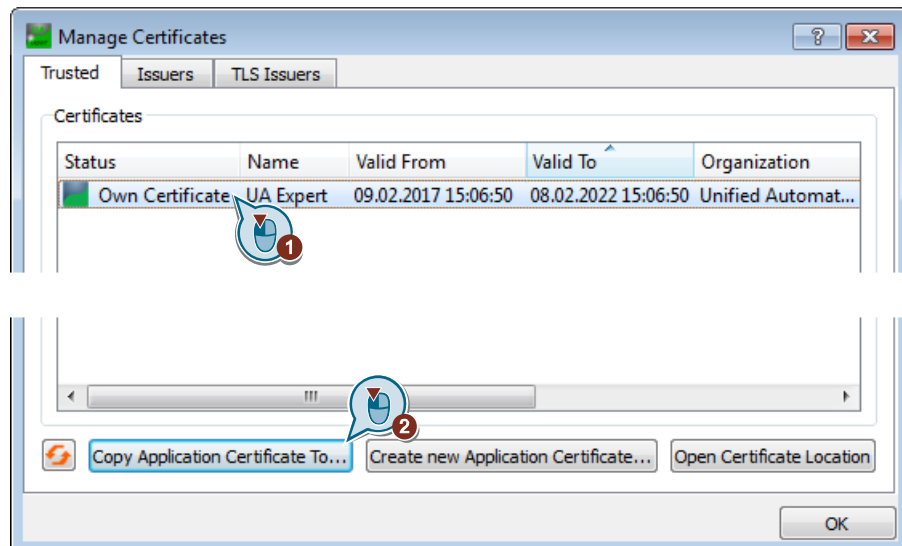 Manage Certificates
Trusted Issuers TLS Issuers
Certificates
Status Name Valid From Valid To Organization
Own Certificate UA Expert 09.02.2017 15:06:50 08.02.2022 15:06:50 Unified Automat...
1
2
Copy Application Certificate To... Create new Application Certificate... Open Certificate Location
OK